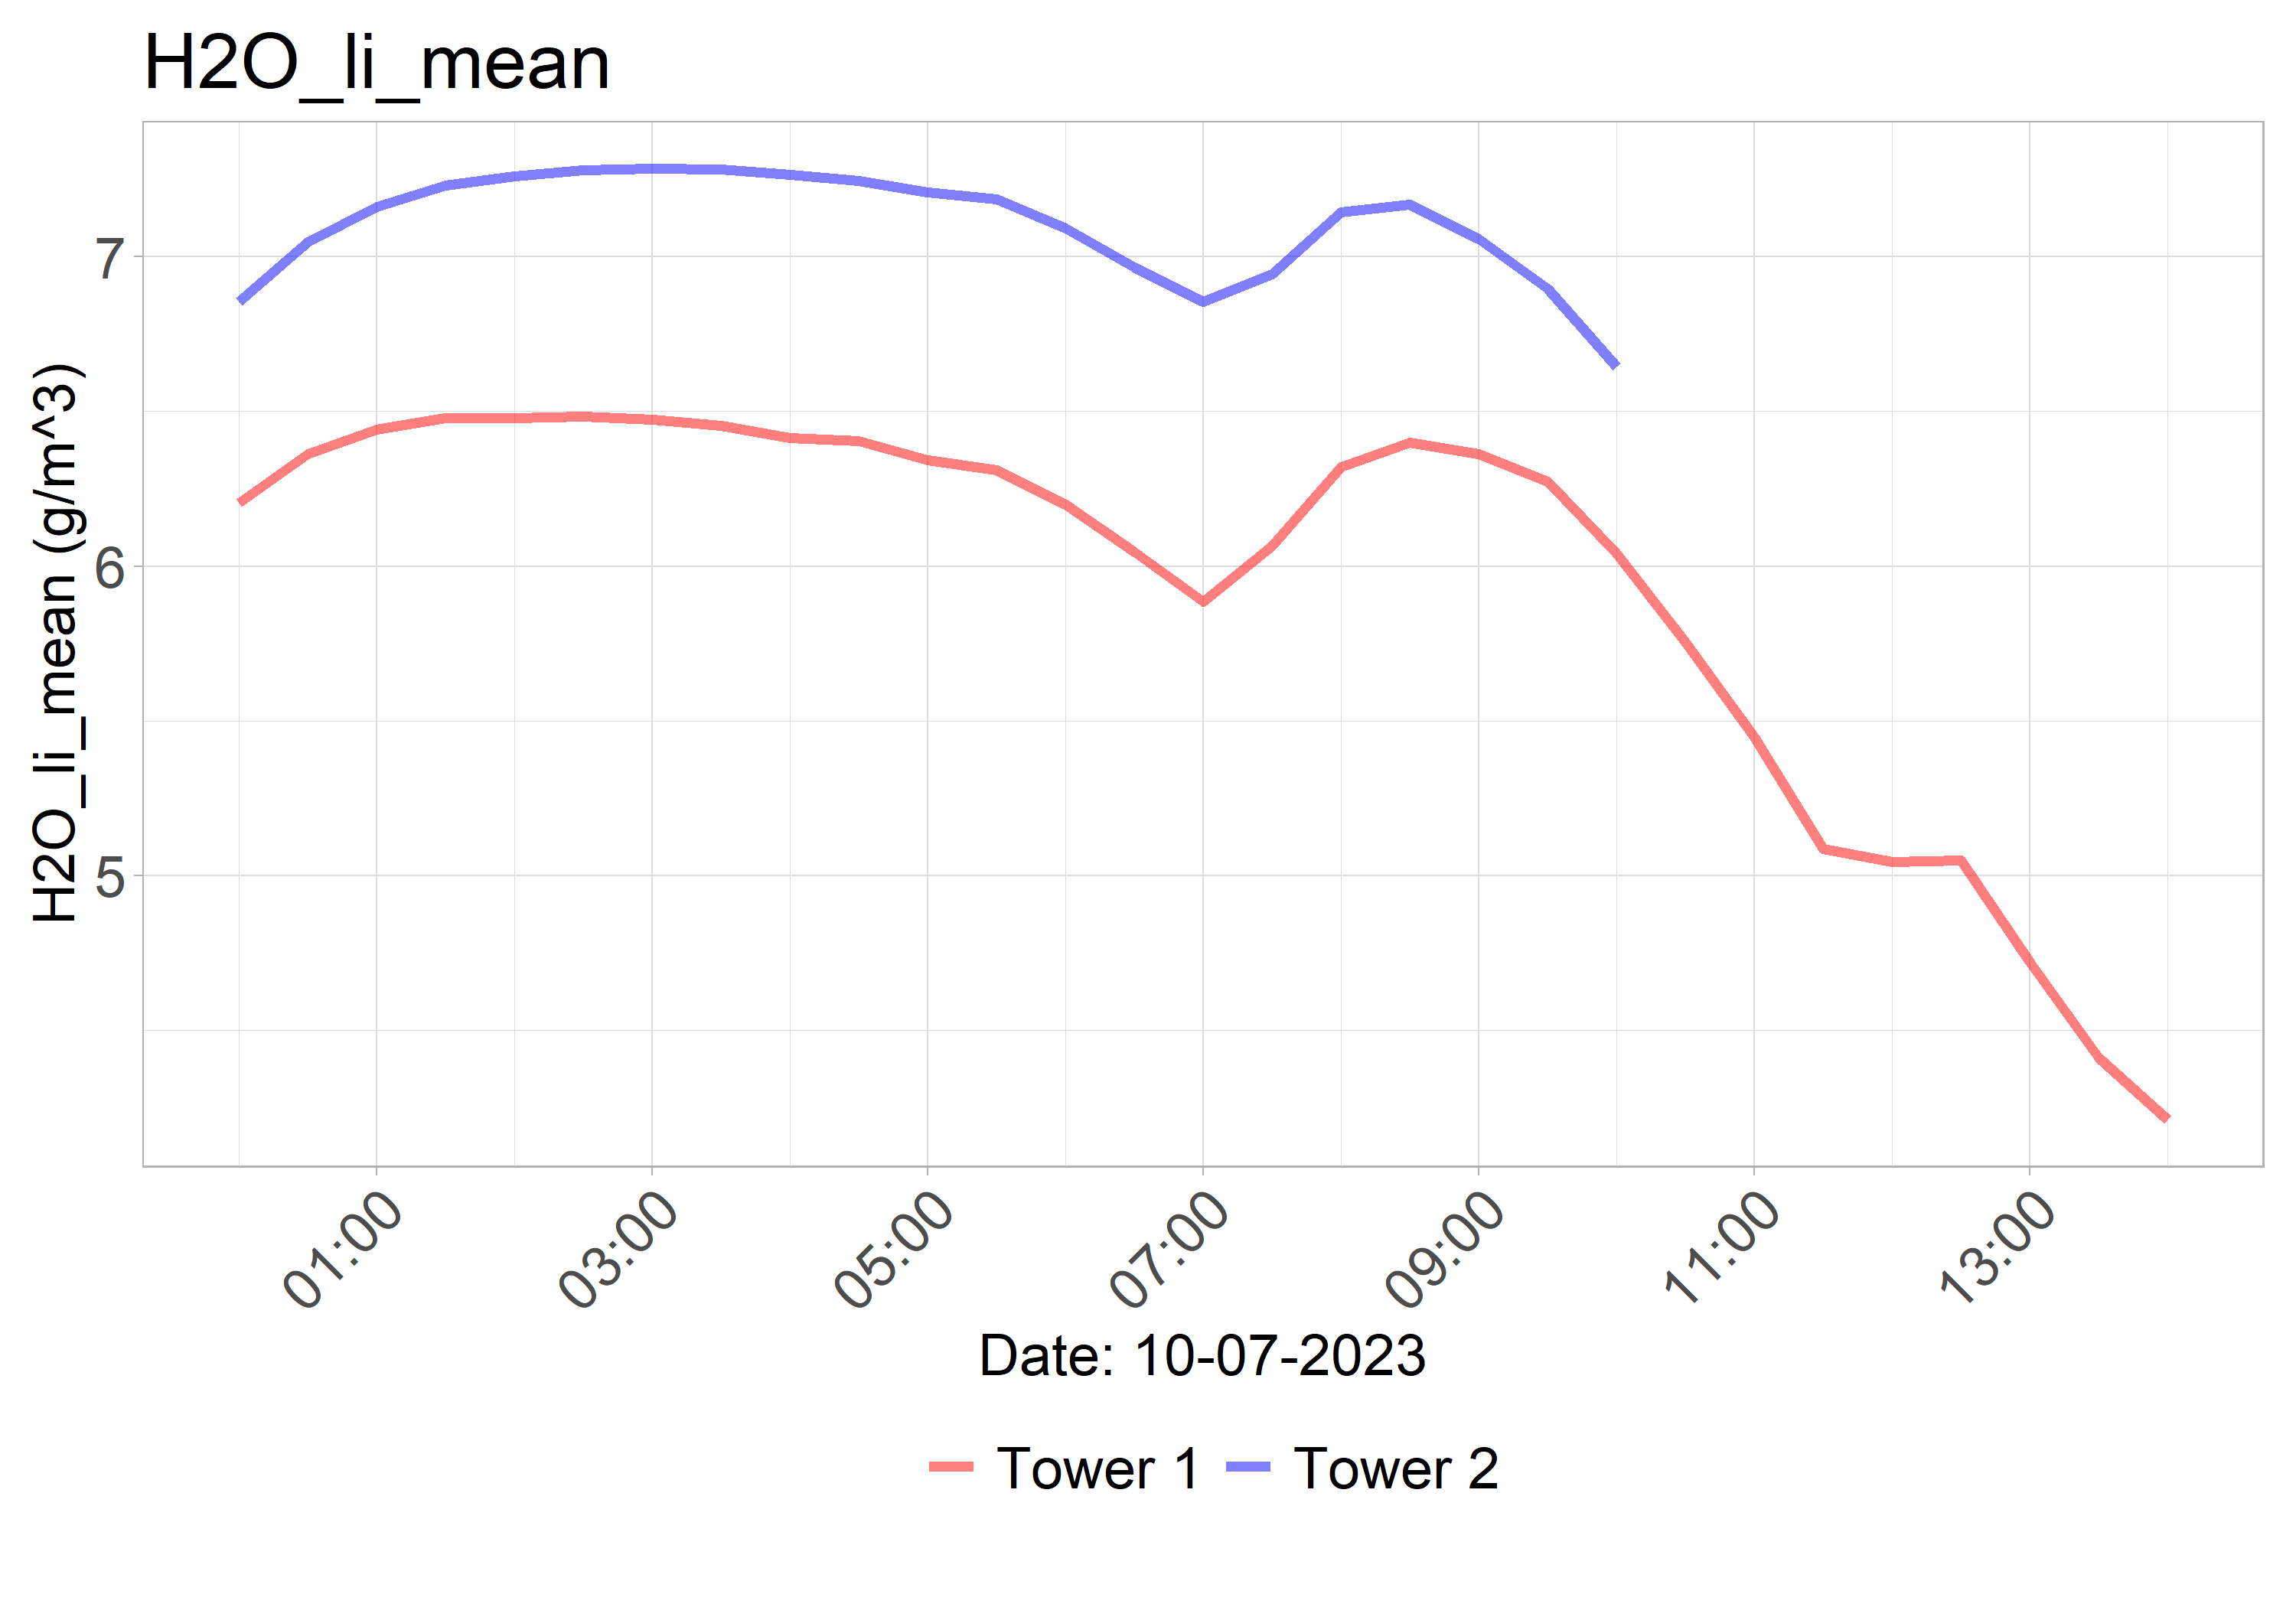 H2O_li_mean
H2O_li_mean (g/m^3)
7
6
5
01:00 03:00 05:00 07:00 09:00 11:00 13:00
Date: 10-07-2023
Tower 1 Tower 2